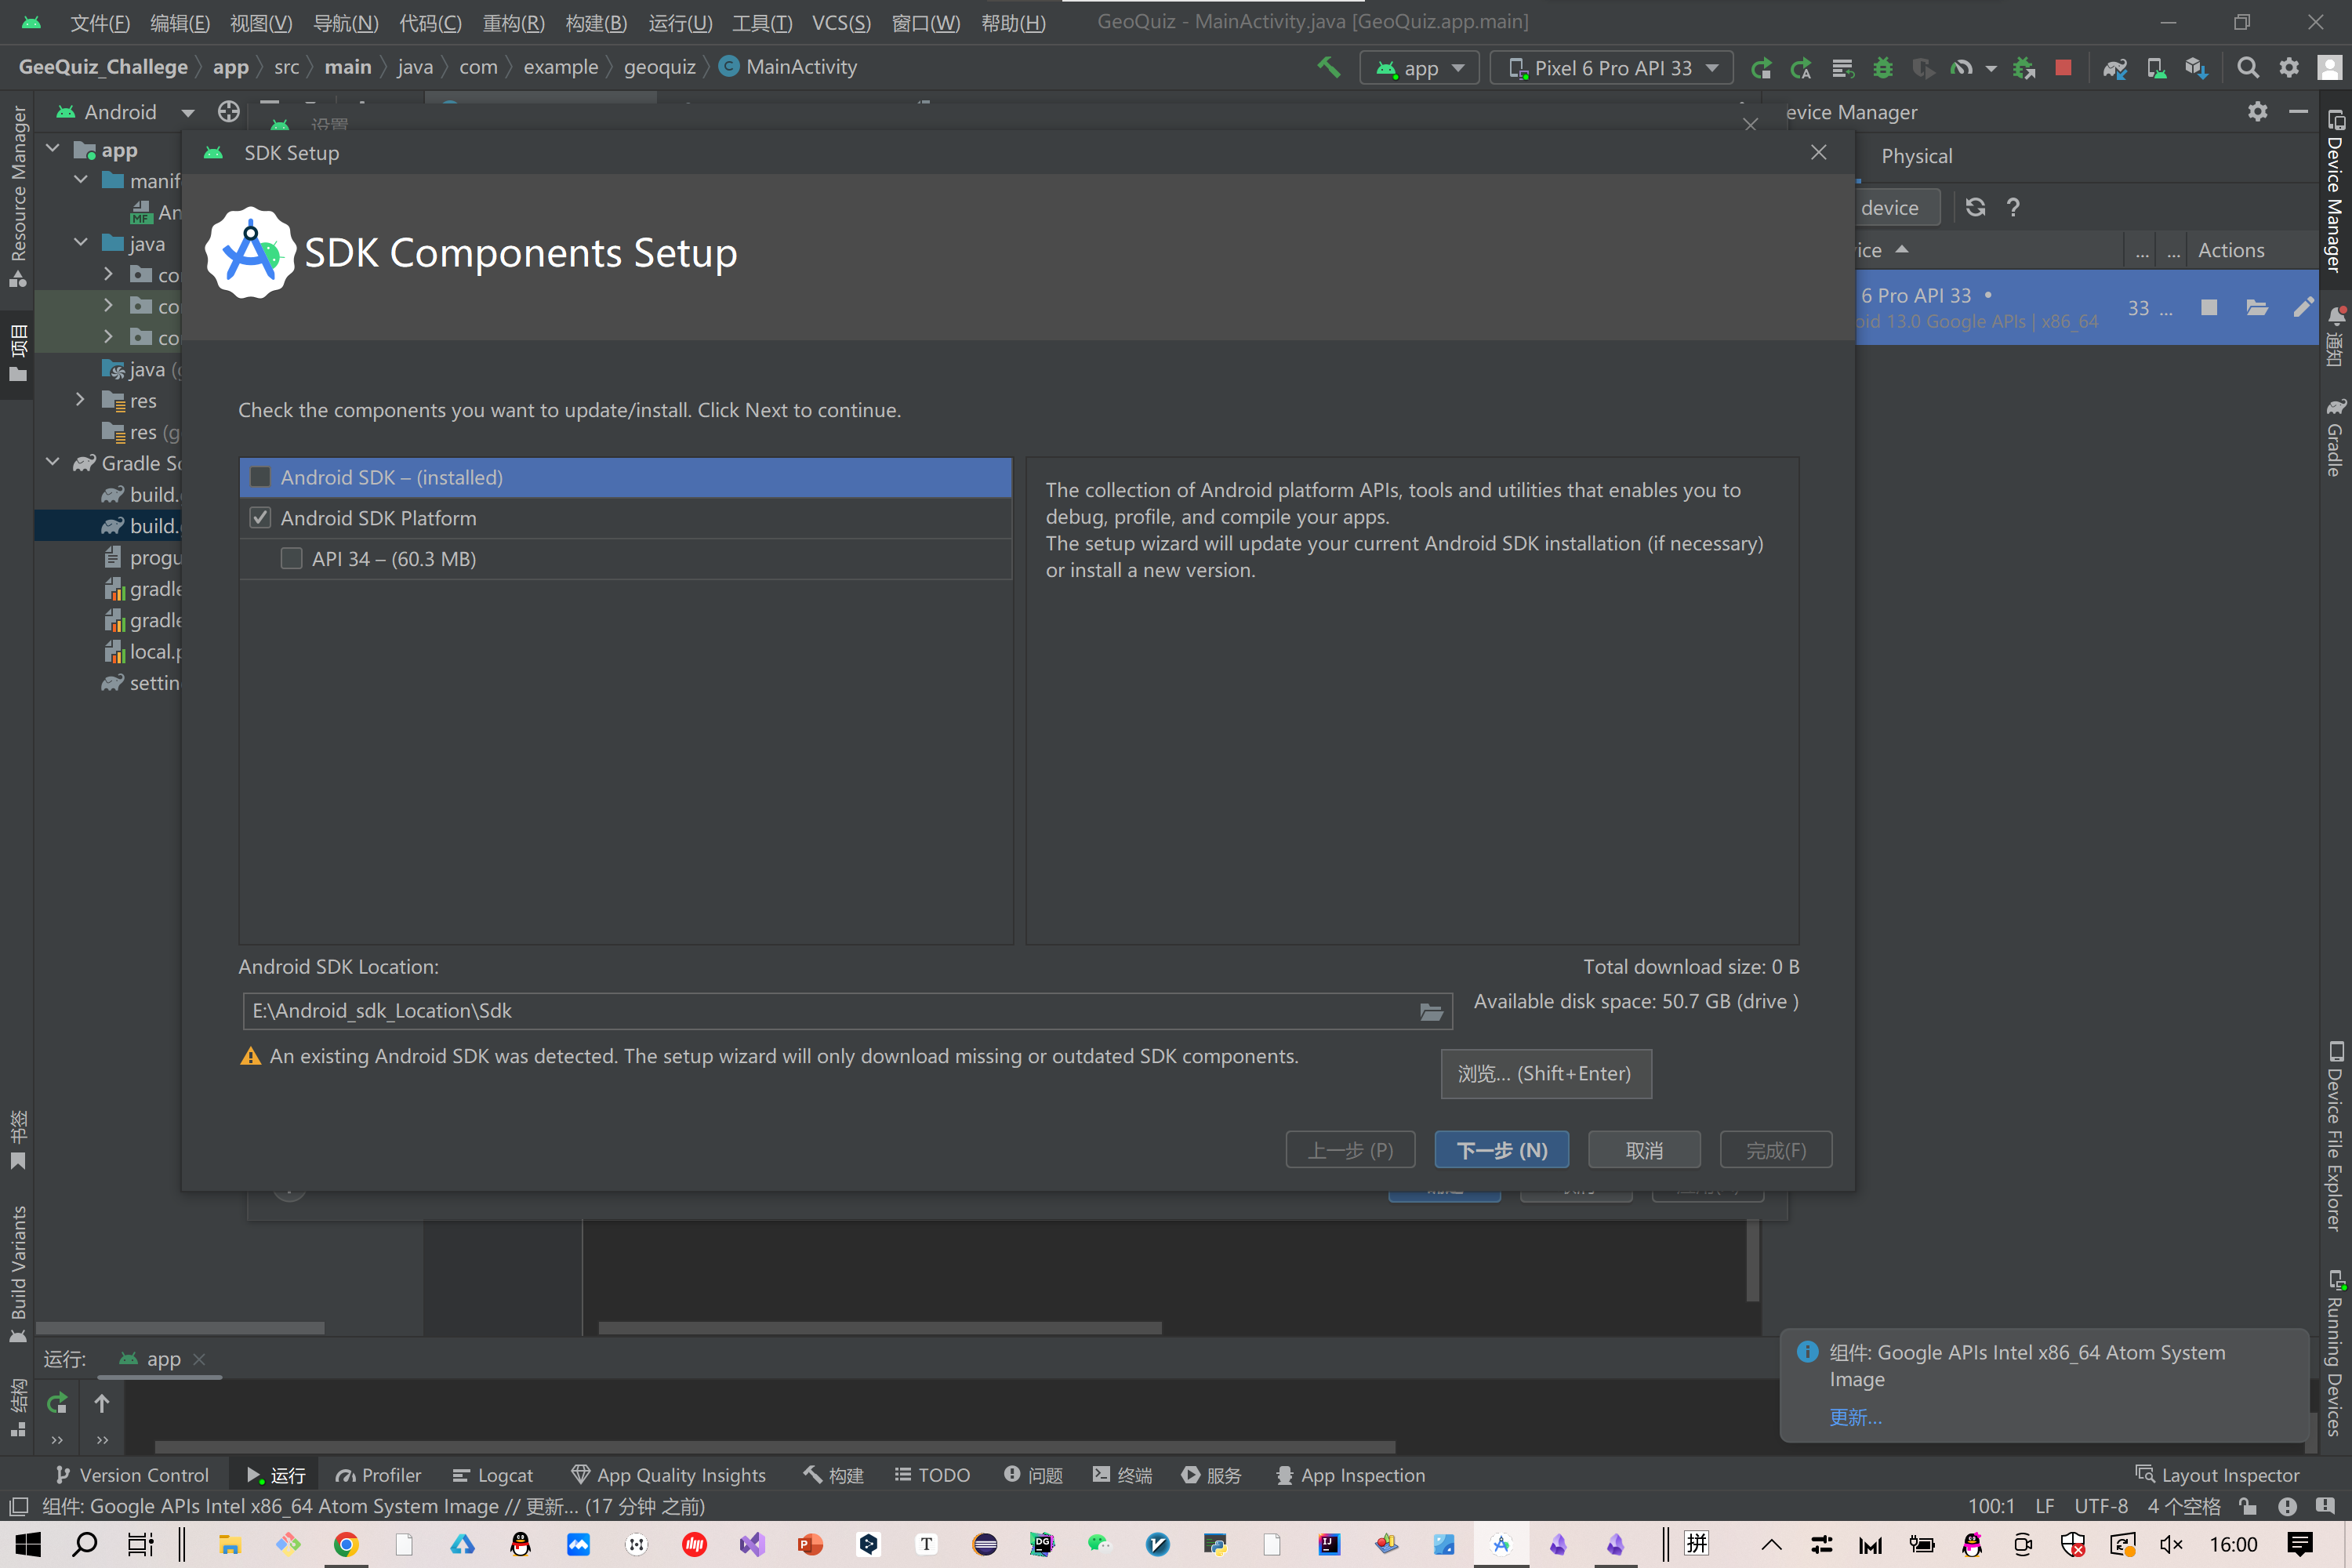 文件(F) 编辑(E) 视图(V) 导航(N) 代码(C) 重构(R) 构建(B) 运行(U) 工具(T) VCS(S) 窗口(W) 帮助(H) GeoQuiz - MainActivity.java [GeoQuiz.app.main]
GeeQuiz_Challege app src main java com example geoquiz MainActivity app Pixel 6 Pro API 33
Android
设置
evice Manager
SDK Setup
Physical
SDK Components Setup
device
ice ... ... Actions
6 Pro API 33 33 ...
oid 13.0 Google APIs | x86_64
app
manif
An
java
co
co
co
java (g
res
res (g
Gradle Sc
build.
build.
progu
gradle
gradle
local.p
settin
Check the components you want to update/install. Click Next to continue.
Android SDK – (installed)
Android SDK Platform
API 34 – (60.3 MB)
The collection of Android platform APIs, tools and utilities that enables you to
debug, profile, and compile your apps.
The setup wizard will update your current Android SDK installation (if necessary)
or install a new version.
Android SDK Location:
Total download size: 0 B
E:\Android_sdk_Location\Sdk
Available disk space: 50.7 GB (drive )
An existing Android SDK was detected. The setup wizard will only download missing or outdated SDK components.
浏览... (Shift+Enter)
上一步 (P) 下一步 (N) 取消 完成(F)
Resource Manager
项目
书签
Build Variants
结构
Device Manager
通知
Gradle
Device File Explorer
Running Devices
运行: app
组件: Google APIs Intel x86_64 Atom System
Image
更新...
Version Control 运行 Profiler Logcat App Quality Insights 构建 TODO 问题 终端 服务 App Inspection Layout Inspector
组件: Google APIs Intel x86_64 Atom System Image // 更新... (17 分钟 之前) 100:1 LF UTF-8 4 个空格
拼 16:00